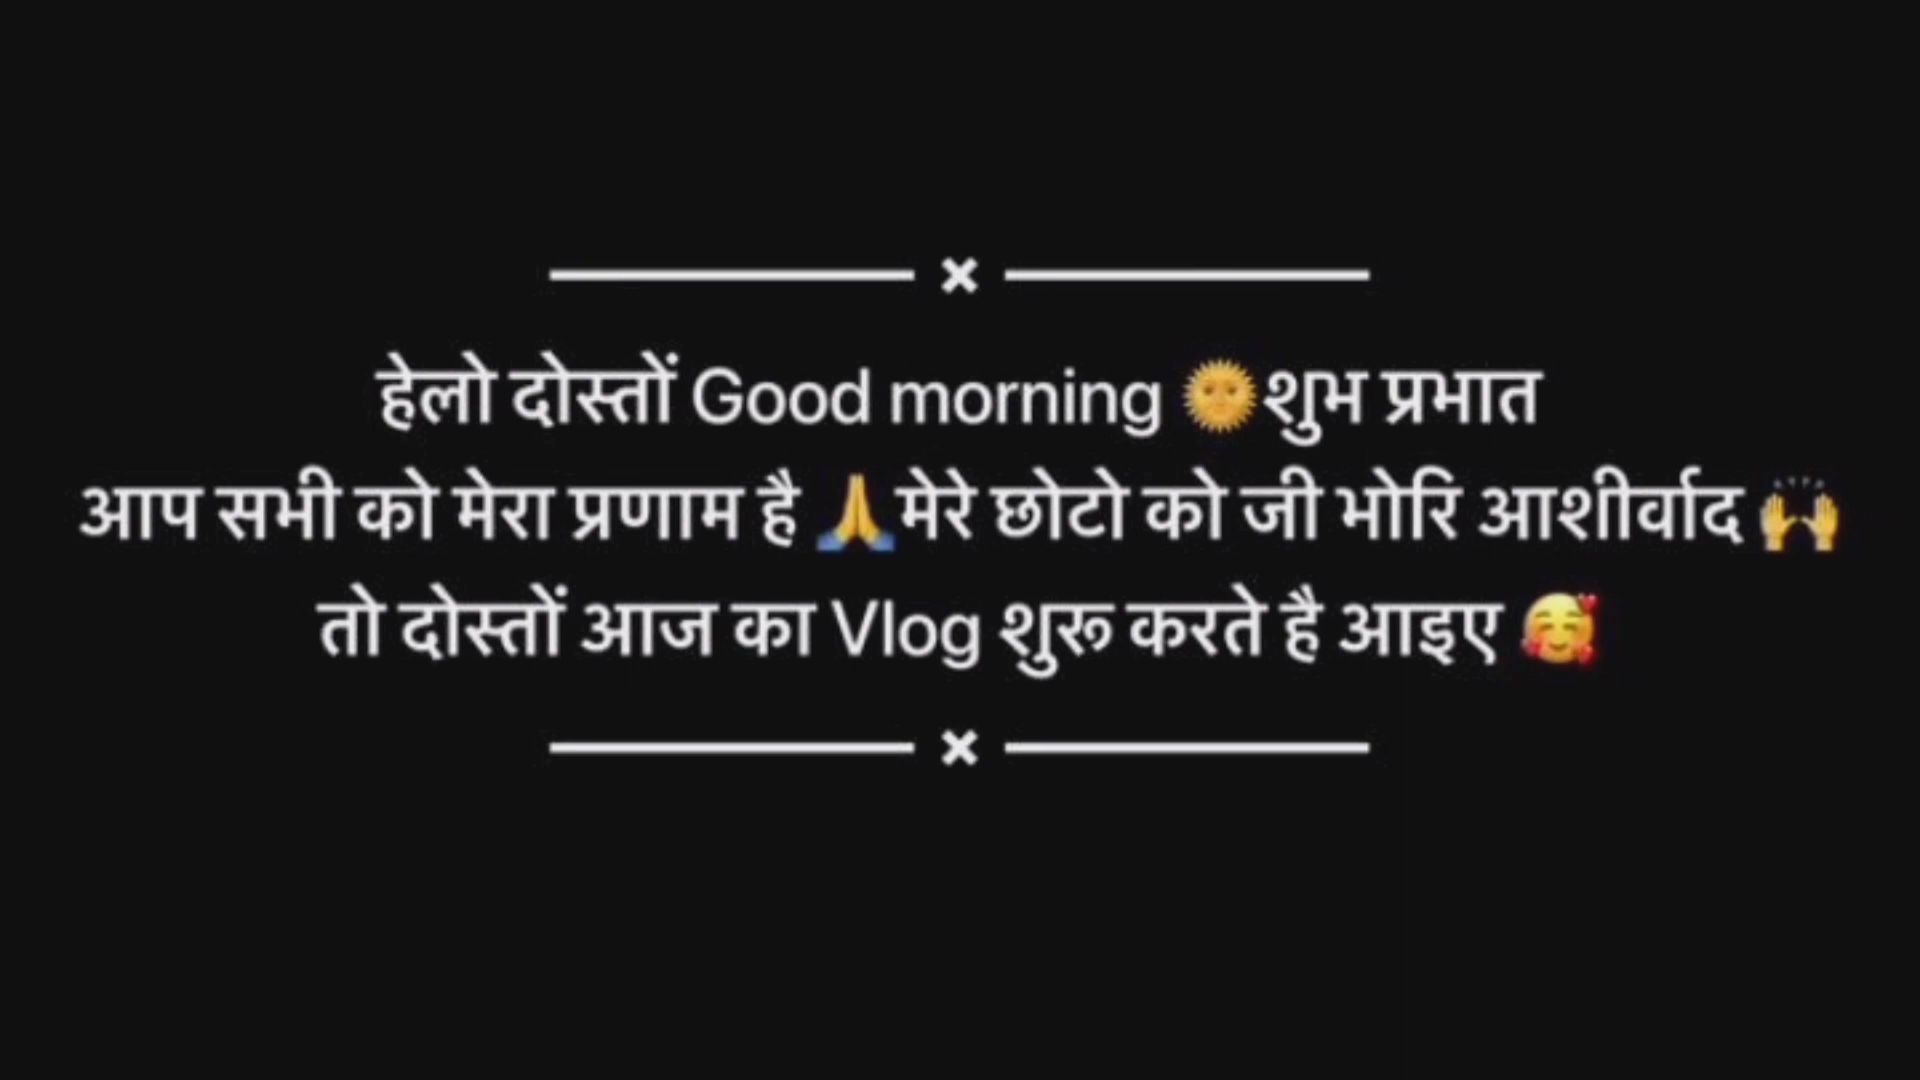 हेलो दोस्तों Good morning 🌞शुभ प्रभात
आप सभी को मेरा प्रणाम है 🙏मेरे छोटो को जी भोरि आशीर्वाद 🙌
तो दोस्तों आज का Vlog शुरू करते है आइए 🥰